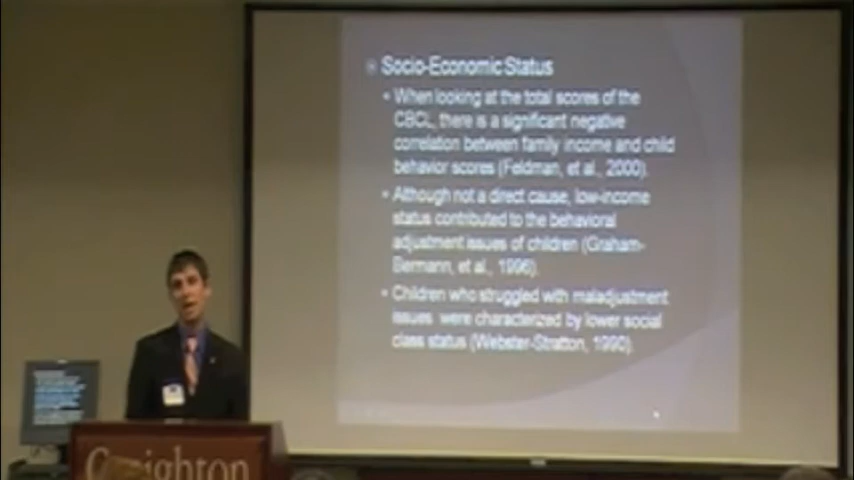 Socio-Economic Status
• When looking at the total scores of the
CBCL, there is a significant negative
correlation between family income and child
behavior scores (Feldman, et al., 2000).
• Although not a direct cause, low-income
status contributed to the behavioral
adjustment issues of children (Graham-
Bermann, et al., 1996).
• Children who struggled with maladjustment
issues were characterized by lower social
class status (Webster-Stratton, 1990).
Creighton